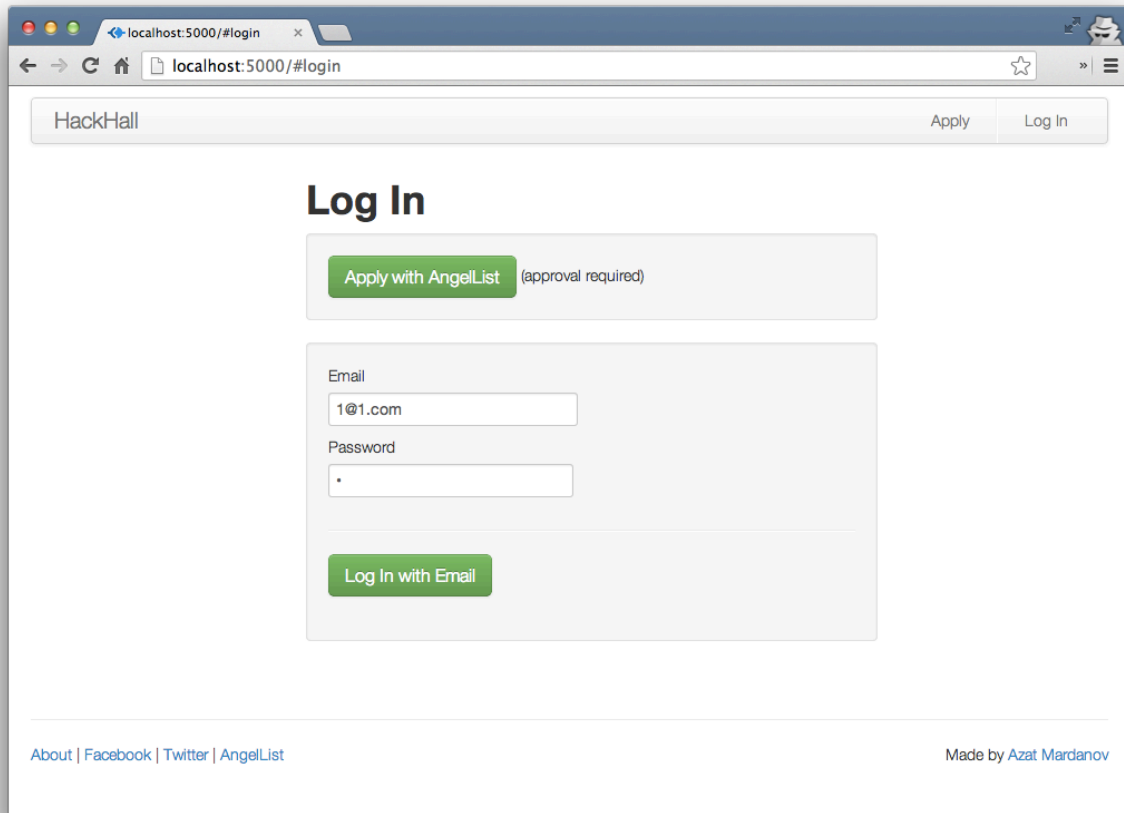 localhost:5000/#login
localhost:5000/#login
HackHall Apply Log In
Log In
Apply with AngelList (approval required)
Email
1@1.com
Password
•
Log In with Email
About | Facebook | Twitter | AngelList Made by Azat Mardanov